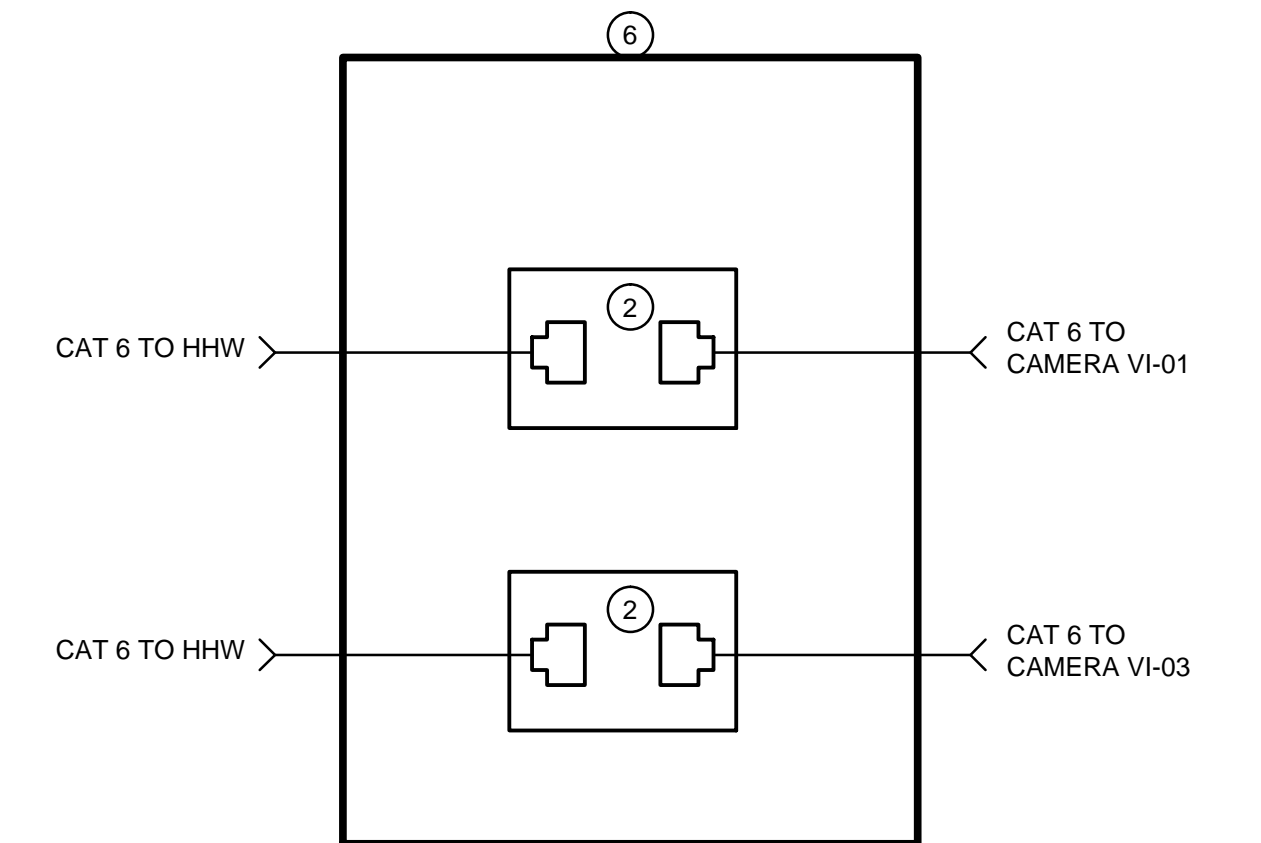 6
2
CAT 6 TO HHW
CAT 6 TO
CAMERA VI-01
2
CAT 6 TO HHW
CAT 6 TO
CAMERA VI-03